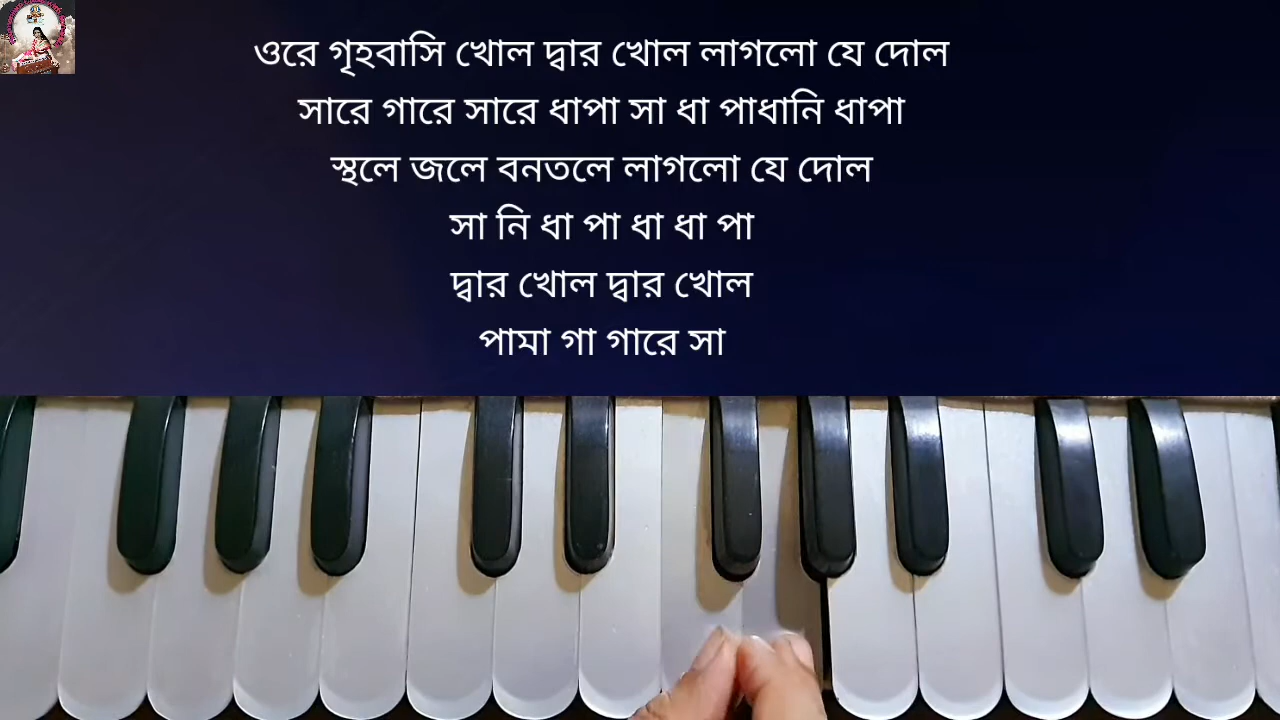 ওরে গৃহবাসি খোল দ্বার খোল লাগলো যে দোল
সারে গারে সারে ধাপা সা ধা পাধানি ধাপা
স্থলে জলে বনতলে লাগলো যে দোল
সা নি ধা পা ধা ধা পা
দ্বার খোল দ্বার খোল
পামা গা গারে সা